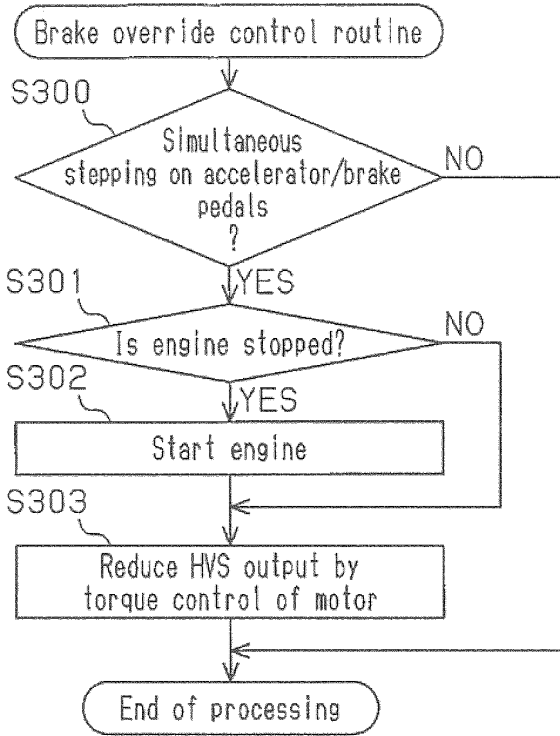 Brake override control routine
S300
Simultaneous
stepping on accelerator/brake
pedals
?
NO
YES
S301
Is engine stopped?
NO
YES
S302
Start engine
S303
Reduce HVS output by
torque control of motor
End of processing